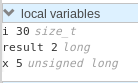 local variables
i 30 size_t
result 2 long
x 5 unsigned long